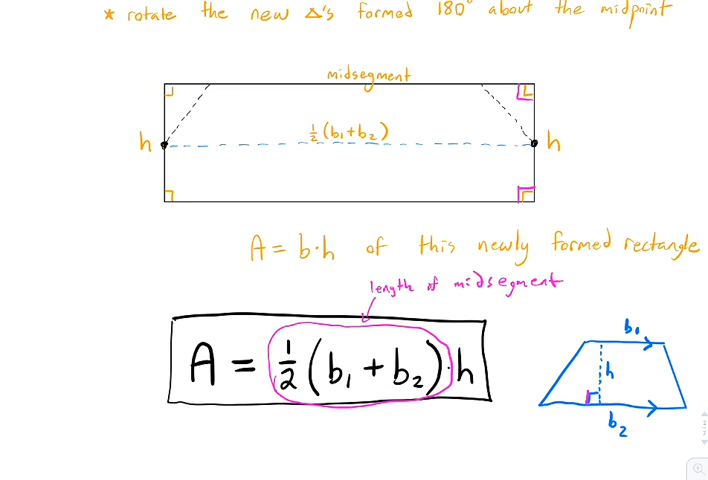 * rotate the new Δ's formed 180° about the midpoint
midsegment
½(b₁+b₂)
h
h
A = b·h of this newly formed rectangle
length of midsegment
A = ½(b₁ + b₂)·h
b₁
h
b₂